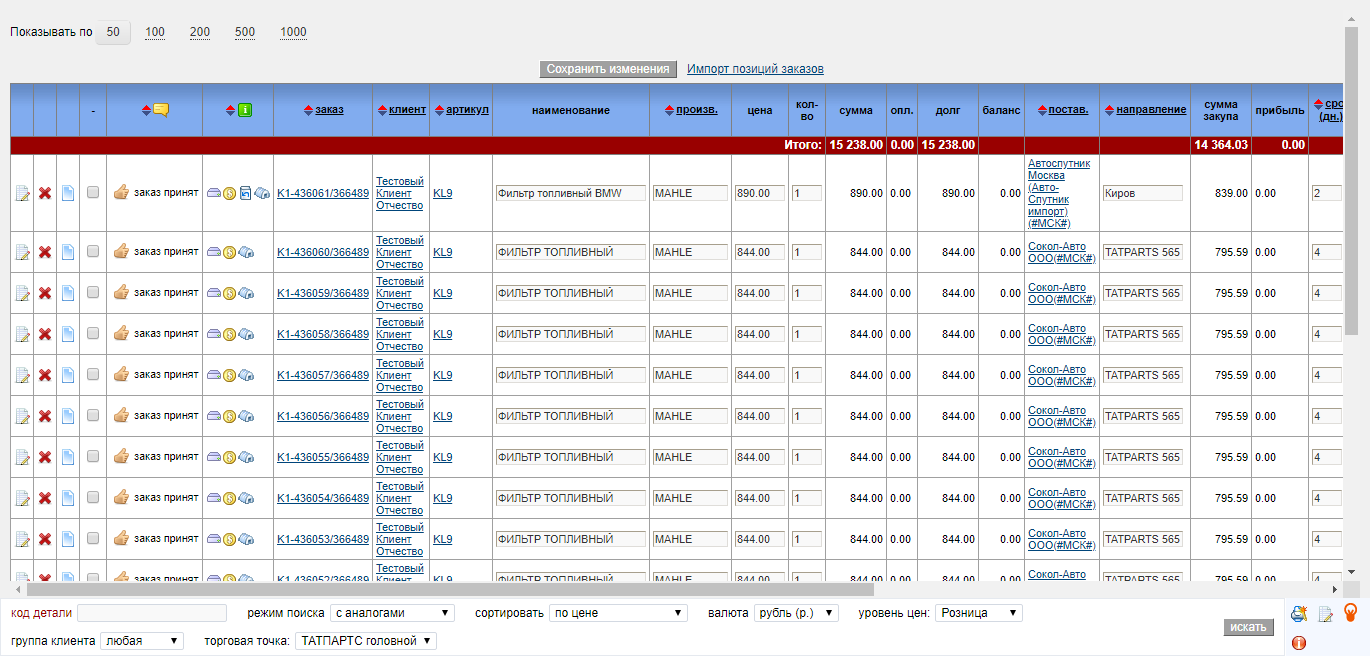 Показывать по 50 100 200 500 1000
Сохранить изменения Импорт позиций заказов
- заказ клиент артикул наименование произв. цена кол-во сумма опл. долг баланс постав. направление сумма закупа прибыль сро (дн.)
Итого: 15 238.00 0.00 15 238.00 14 364.03 0.00
заказ принят K1-436061/366489 Тестовый Клиент Отчество KL9 Фильтр топливный BMW MAHLE 890.00 1 890.00 0.00 890.00 0.00 Автоспутник Москва (Авто-Спутник импорт) (#МСК#) Киров 839.00 0.00 2
заказ принят K1-436060/366489 Тестовый Клиент Отчество KL9 ФИЛЬТР ТОПЛИВНЫЙ MAHLE 844.00 1 844.00 0.00 844.00 0.00 Сокол-Авто ООО(#МСК#) TATPARTS 565 795.59 0.00 4
заказ принят K1-436059/366489 Тестовый Клиент Отчество KL9 ФИЛЬТР ТОПЛИВНЫЙ MAHLE 844.00 1 844.00 0.00 844.00 0.00 Сокол-Авто ООО(#МСК#) TATPARTS 565 795.59 0.00 4
заказ принят K1-436058/366489 Тестовый Клиент Отчество KL9 ФИЛЬТР ТОПЛИВНЫЙ MAHLE 844.00 1 844.00 0.00 844.00 0.00 Сокол-Авто ООО(#МСК#) TATPARTS 565 795.59 0.00 4
заказ принят K1-436057/366489 Тестовый Клиент Отчество KL9 ФИЛЬТР ТОПЛИВНЫЙ MAHLE 844.00 1 844.00 0.00 844.00 0.00 Сокол-Авто ООО(#МСК#) TATPARTS 565 795.59 0.00 4
заказ принят K1-436056/366489 Тестовый Клиент Отчество KL9 ФИЛЬТР ТОПЛИВНЫЙ MAHLE 844.00 1 844.00 0.00 844.00 0.00 Сокол-Авто ООО(#МСК#) TATPARTS 565 795.59 0.00 4
заказ принят K1-436055/366489 Тестовый Клиент Отчество KL9 ФИЛЬТР ТОПЛИВНЫЙ MAHLE 844.00 1 844.00 0.00 844.00 0.00 Сокол-Авто ООО(#МСК#) TATPARTS 565 795.59 0.00 4
заказ принят K1-436054/366489 Тестовый Клиент Отчество KL9 ФИЛЬТР ТОПЛИВНЫЙ MAHLE 844.00 1 844.00 0.00 844.00 0.00 Сокол-Авто ООО(#МСК#) TATPARTS 565 795.59 0.00 4
заказ принят K1-436053/366489 Тестовый Клиент Отчество KL9 ФИЛЬТР ТОПЛИВНЫЙ MAHLE 844.00 1 844.00 0.00 844.00 0.00 Сокол-Авто ООО(#МСК#) TATPARTS 565 795.59 0.00 4
заказ принят K1-436052/366489 Тестовый Клиент KL9 ФИЛЬТР ТОПЛИВНЫЙ MAHLE 844.00 1 844.00 0.00 844.00 0.00 Сокол-Авто TATPARTS 565 795.59 0.00 4
код детали режим поиска с аналогами сортировать по цене валюта рубль (р.) уровень цен: Розница
искать
группа клиента любая торговая точка: ТАТПАРТС головной